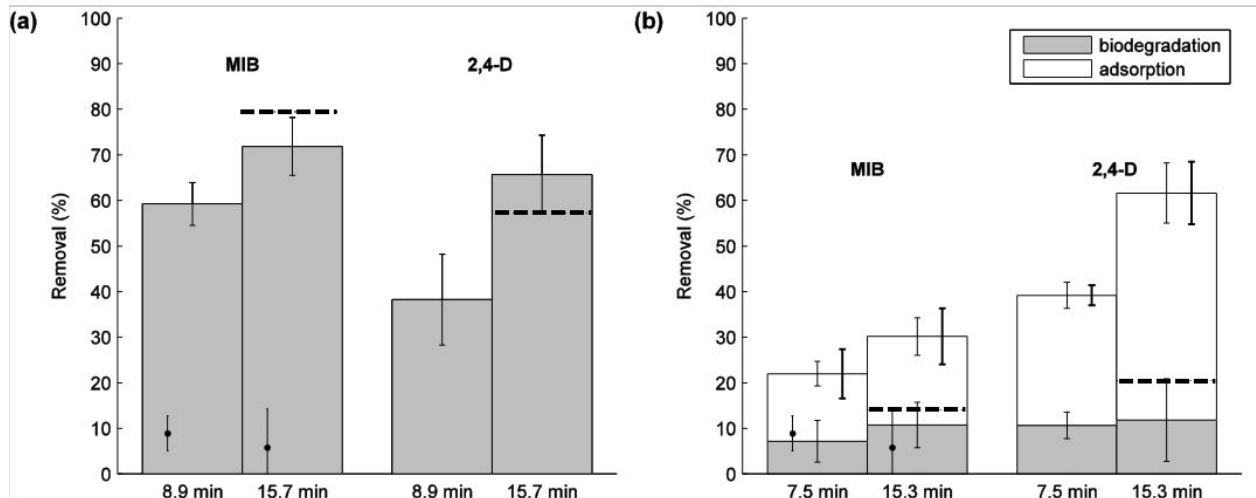 (a)
100
90
80
70
60
50
40
30
20
10
0
Removal (%)
MIB
2,4-D
8.9 min
15.7 min
8.9 min
15.7 min
(b)
100
90
80
70
60
50
40
30
20
10
0
Removal (%)
biodegradation
adsorption
MIB
2,4-D
7.5 min
15.3 min
7.5 min
15.3 min